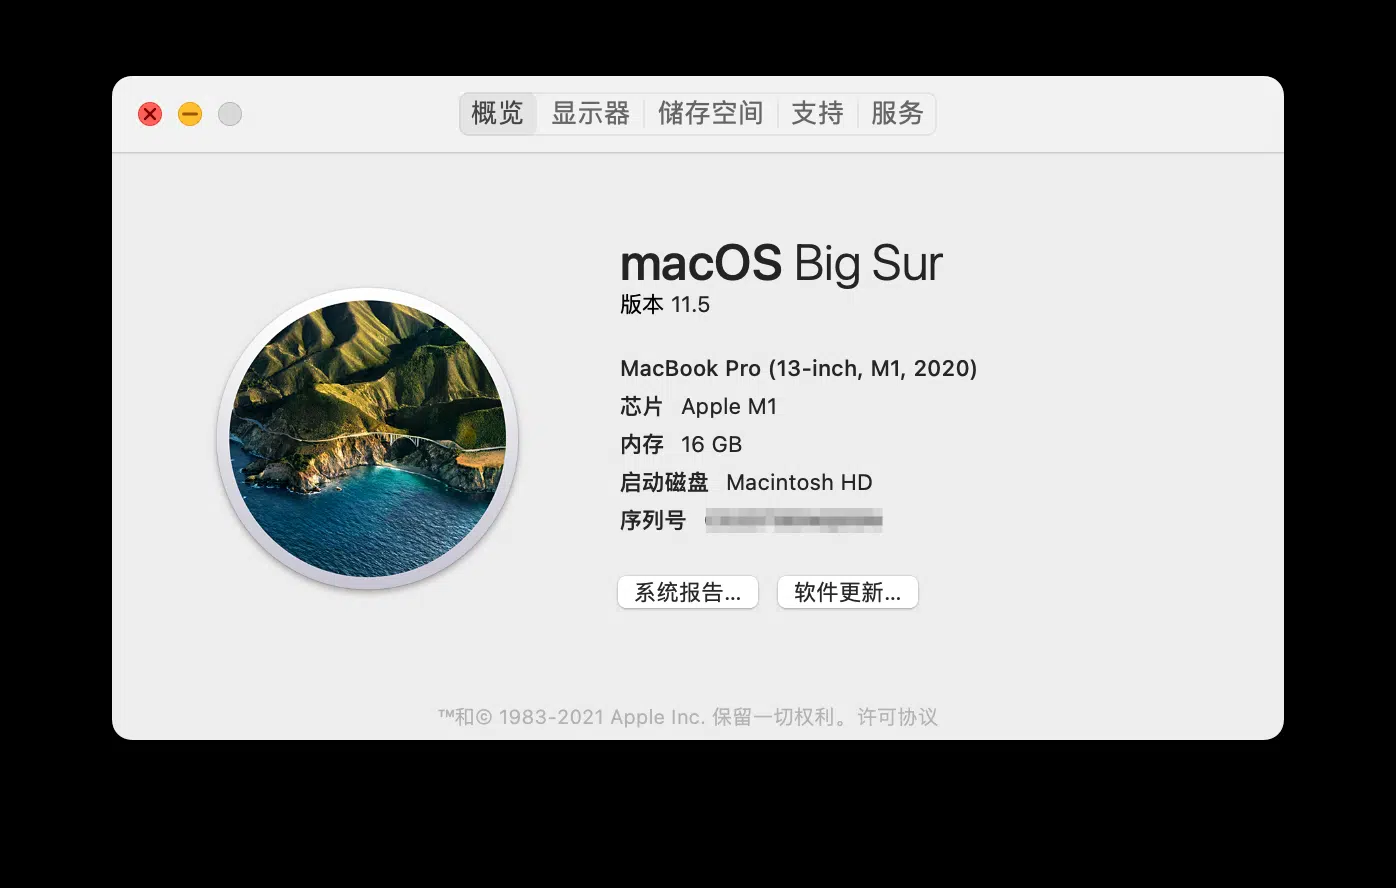 概览 显示器 储存空间 支持 服务
macOS Big Sur
版本 11.5
MacBook Pro (13-inch, M1, 2020)
芯片 Apple M1
内存 16 GB
启动磁盘 Macintosh HD
序列号
系统报告... 软件更新...
™和© 1983-2021 Apple Inc. 保留一切权利。许可协议